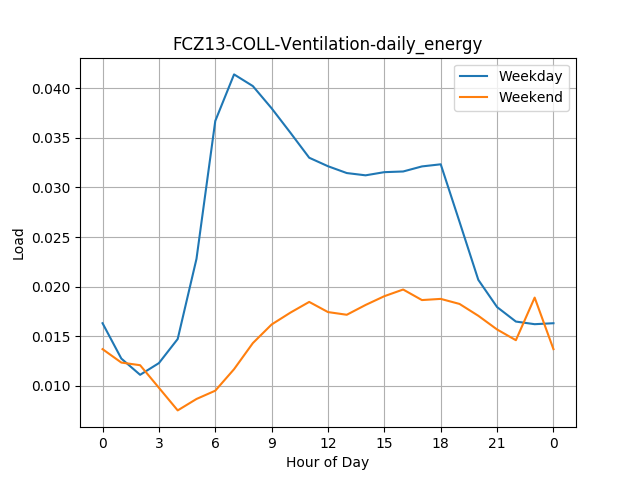 FCZ13-COLL-Ventilation-daily_energy
Weekday
Weekend
0.040
0.035
0.030
0.025
0.020
0.015
0.010
Load
0 3 6 9 12 15 18 21 0
Hour of Day